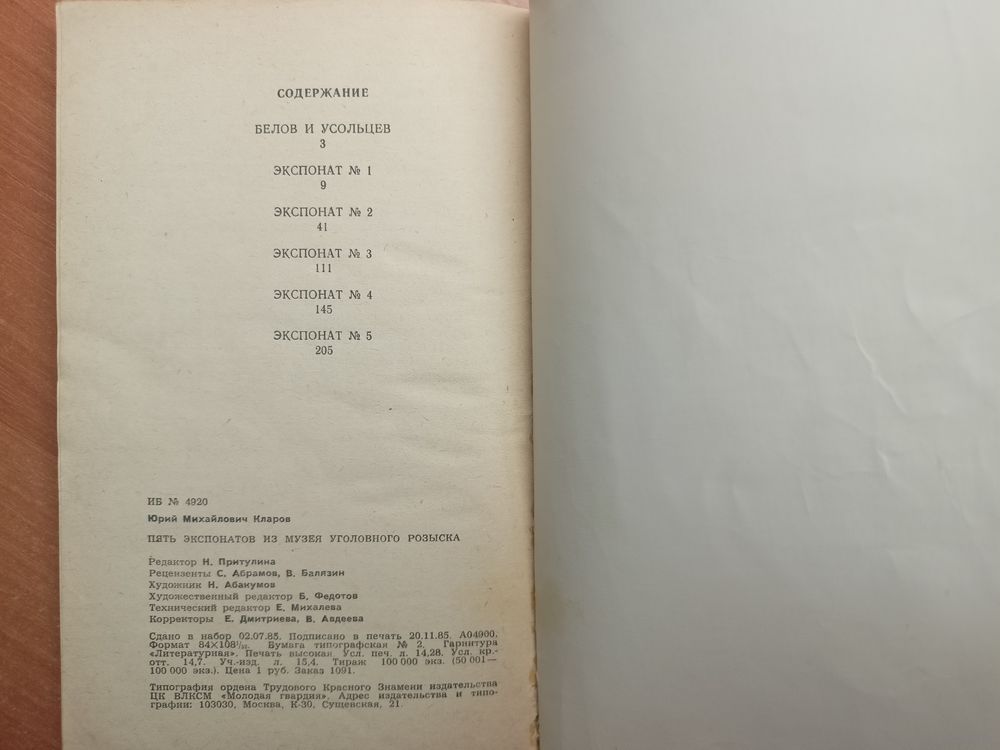 СОДЕРЖАНИЕ
БЕЛОВ И УСОЛЬЦЕВ
3
ЭКСПОНАТ № 1
9
ЭКСПОНАТ № 2
41
ЭКСПОНАТ № 3
111
ЭКСПОНАТ № 4
145
ЭКСПОНАТ № 5
205
ИБ № 4920
Юрий Михайлович Кларов
ПЯТЬ ЭКСПОНАТОВ ИЗ МУЗЕЯ УГОЛОВНОГО РОЗЫСКА
Редактор Н. Притулина
Рецензенты С. Абрамов, В. Балязин
Художник Н. Абакумов
Художественный редактор Б. Федотов
Технический редактор Е. Михалева
Корректоры Е. Дмитриева, В. Авдеева
Сдано в набор 02.07.85. Подписано в печать 20.11.85. А04900.
Формат 84×108¹/₃₂. Бумага типографская № 2. Гарнитура
«Литературная». Печать высокая. Усл. печ. л. 14,28. Усл. кр.-
отт. 14,7. Уч.-изд. л. 15,4. Тираж 100 000 экз. (50 001—
100 000 экз.). Цена 1 руб. Заказ 1091.
Типография ордена Трудового Красного Знамени издательства
ЦК ВЛКСМ «Молодая гвардия». Адрес издательства и типо-
графии: 103030, Москва, К-30, Сущевская, 21.